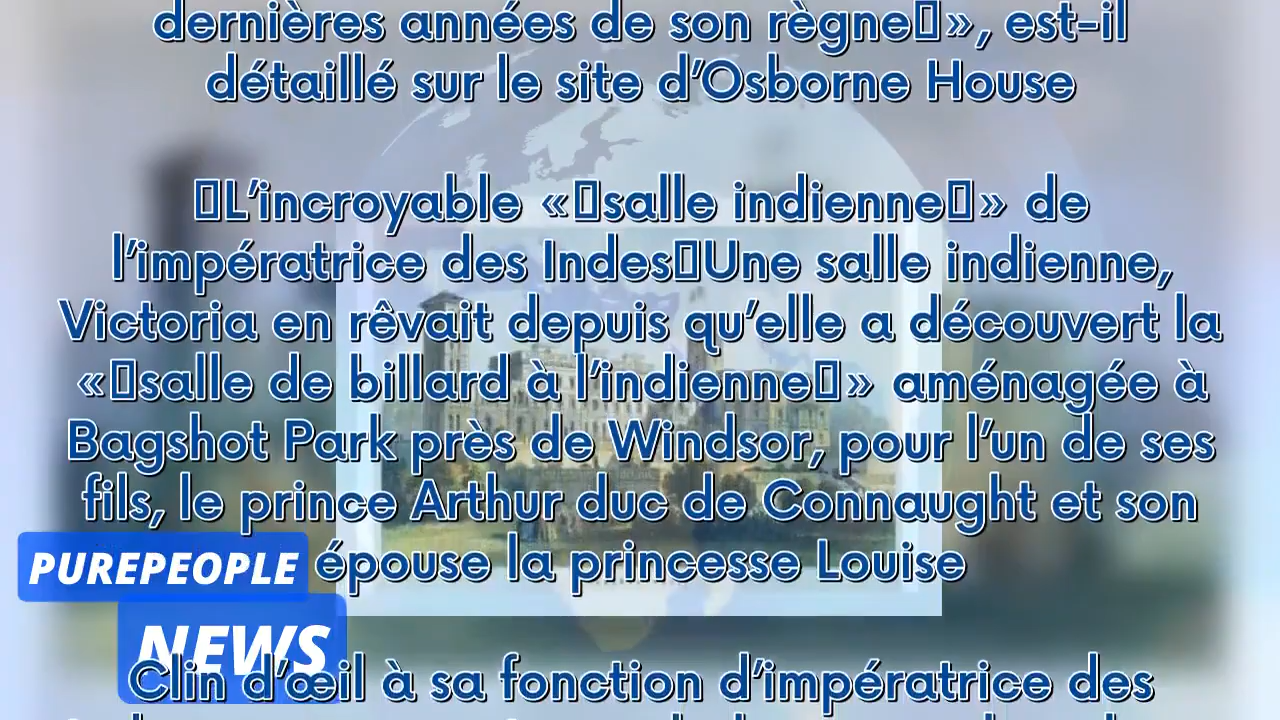 dernières années de son règne▯», est-il
détaillé sur le site d’Osborne House
▯L’incroyable «▯salle indienne▯» de
l’impératrice des Indes▯Une salle indienne,
Victoria en rêvait depuis qu’elle a découvert la
«▯salle de billard à l’indienne▯» aménagée à
Bagshot Park près de Windsor, pour l’un de ses
fils, le prince Arthur duc de Connaught et son
épouse la princesse Louise
PUREPEOPLE
NEWS
Clin d’œil à sa fonction d’impératrice des